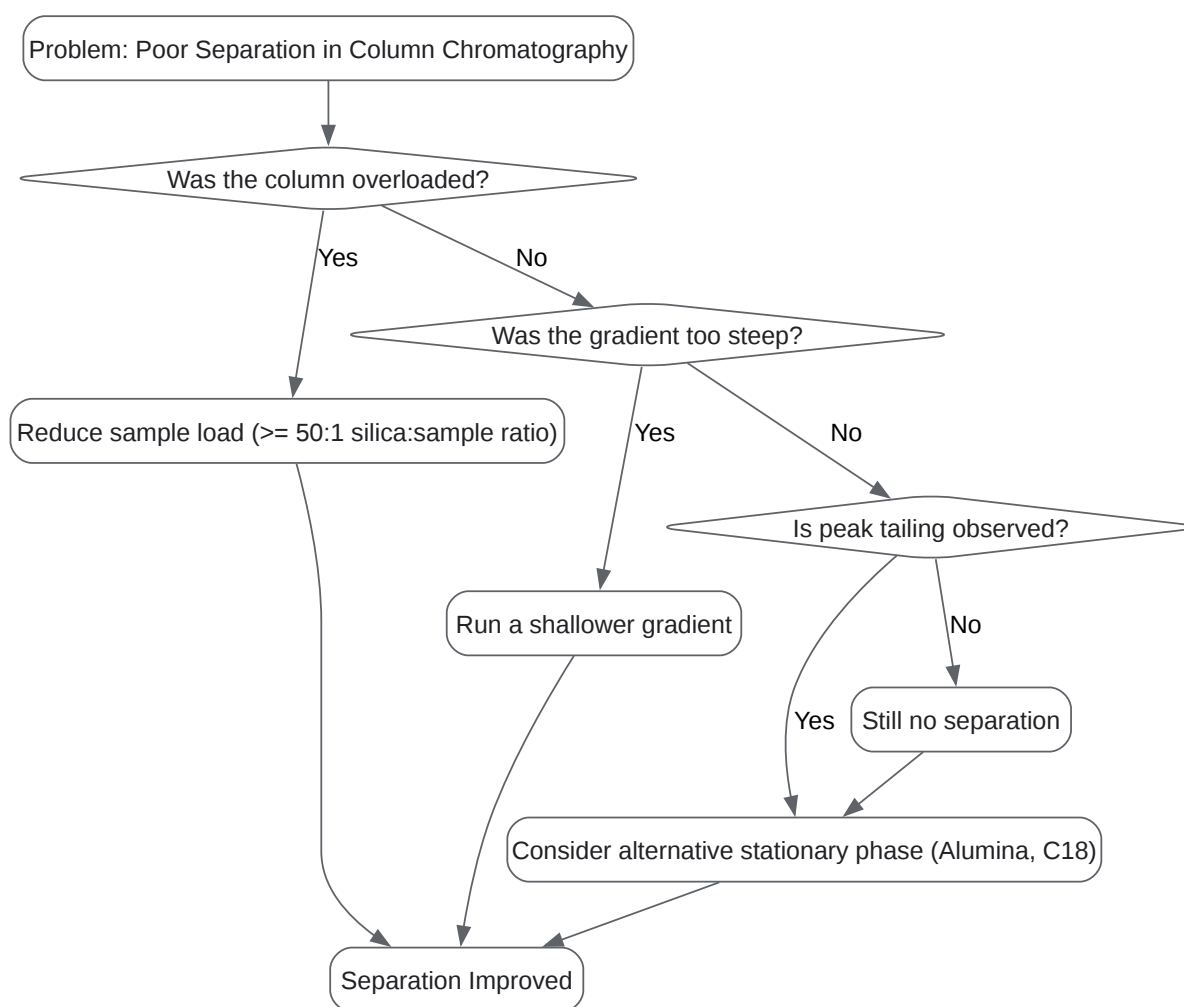 Problem: Poor Separation in Column Chromatography
Was the column overloaded?
Yes
No
Was the gradient too steep?
Reduce sample load (>= 50:1 silica:sample ratio)
Yes
No
Is peak tailing observed?
Run a shallower gradient
No
Yes
Still no separation
Consider alternative stationary phase (Alumina, C18)
Separation Improved